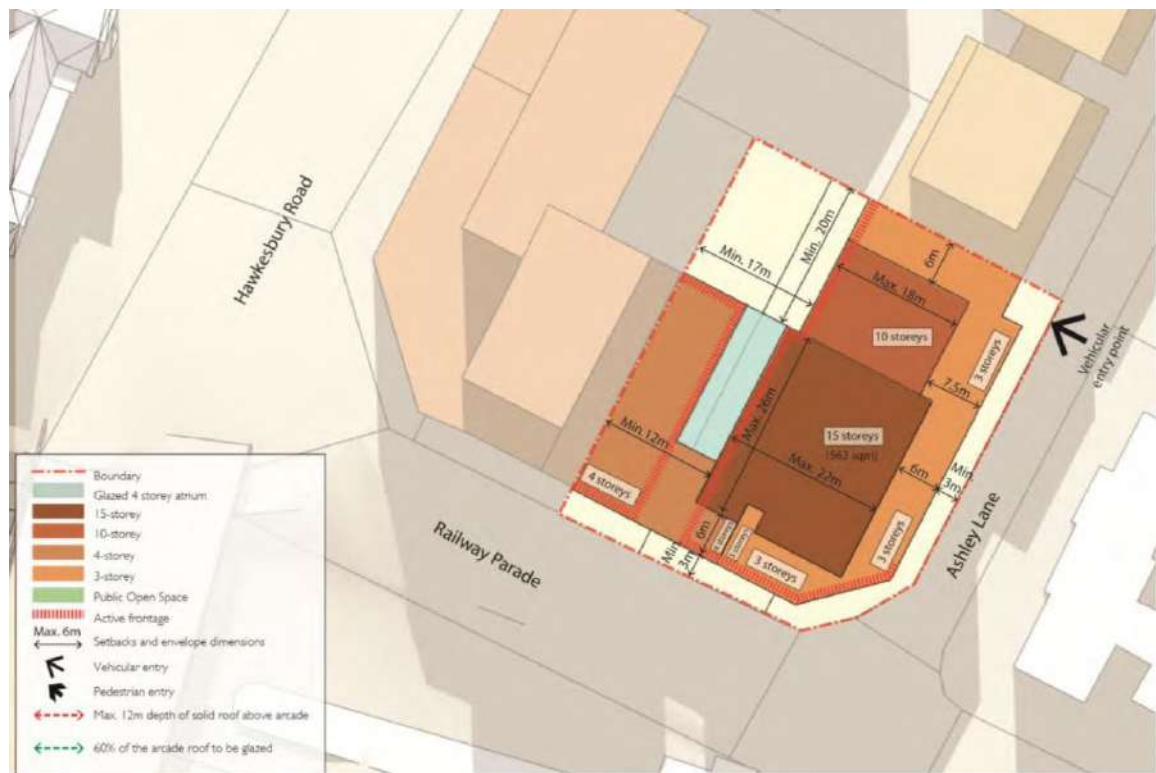 Hawkesbury Road
Min. 20m
Min. 17m
6m
Max. 18m
10 storeys
3 storeys
Vehicular
entry point
7.5m
Max. 26m
Min.12m
15 storeys
(563 sqm)
Max. 22m
6m
Min.
3m
4 storeys
6m
Min.
3m
3 storeys
3 storeys
Railway Parade
Ashley Lane
Boundary
Glazed 4 storey atrium
15-storey
10-storey
4-storey
3-storey
Public Open Space
Active frontage
Max. 6m
Setbacks and envelope dimensions
Vehicular entry
Pedestrian entry
Max. 12m depth of solid roof above arcade
60% of the arcade roof to be glazed